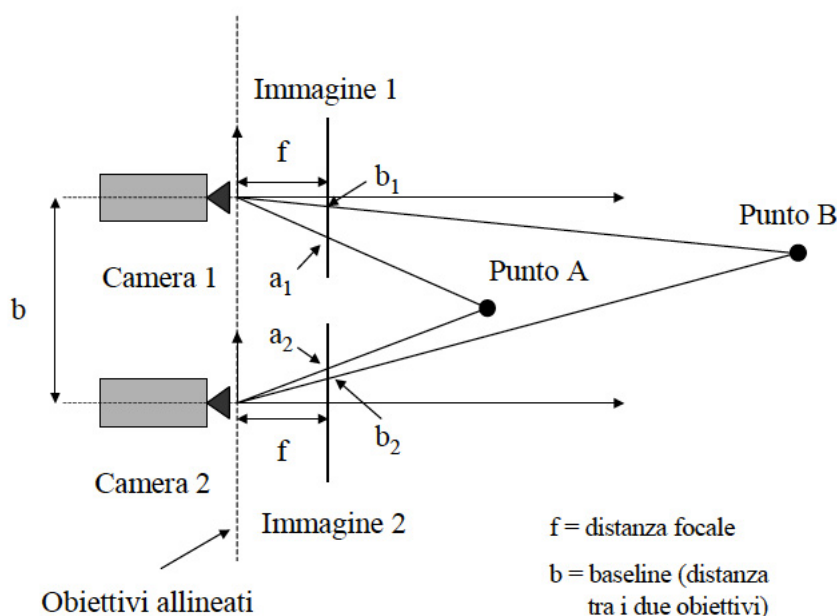 Immagine 1
f
b1
Punto B
Camera 1
a1
Punto A
b
a2
f
b2
Camera 2
Immagine 2
f = distanza focale
b = baseline (distanza
tra i due obiettivi)
Obiettivi allineati